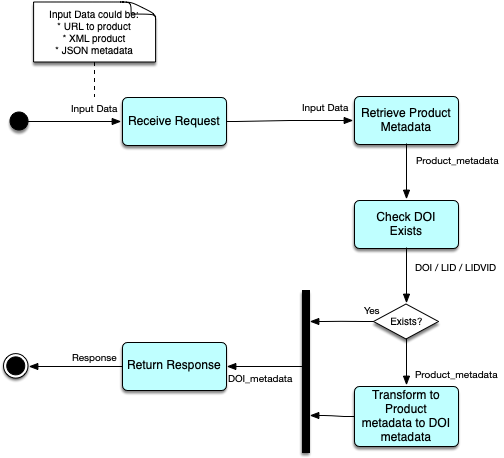 Input Data could be:
* URL to product
* XML product
* JSON metadata
Input Data
Receive Request
Input Data
Retrieve Product
Metadata
Product_metadata
Check DOI
Exists
DOI / LID / LIDVID
Yes
Exists?
Response
Return Response
DOI_metadata
Product_metadata
Transform to
Product
metadata to DOI
metadata